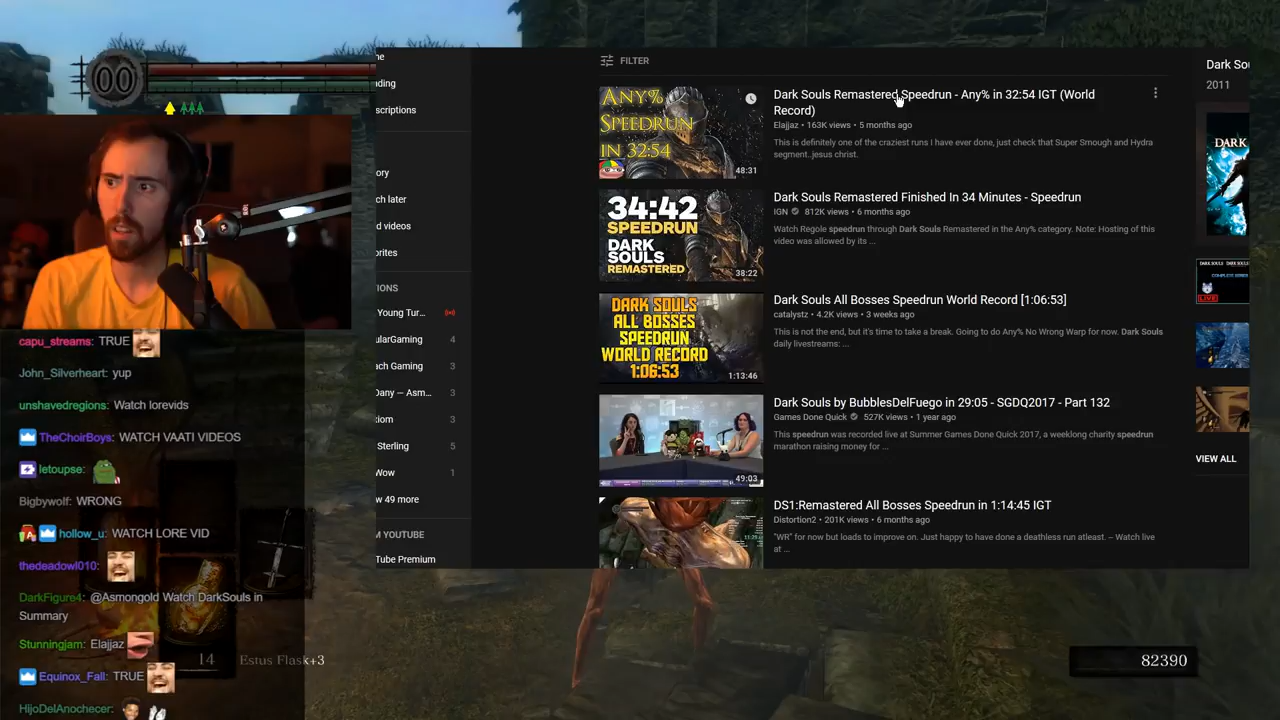 00
capu_streams: TRUE
John_Silverheart: yup
unshavedregions: Watch lorevids
TheChoirBoys: WATCH VAATI VIDEOS
letoupse:
Bigbywolf: WRONG
hollow_u: WATCH LORE VID
thedeadowl010:
DarkFigure4: @Asmongold Watch DarkSouls in
Summary
Stunningjam: Elajjaz
Equinox_Fall: TRUE
HijoDelAnochecer:
14 Estus Flask+3
ne
ding
scriptions
ory
ch later
d videos
orites
TIONS
Young Tur...
ularGaming 4
ach Gaming 3
Dany – Asm... 3
iom 3
Sterling 5
Wow 1
w 49 more
M YOUTUBE
Tube Premium
FILTER
ANY%
SPEEDRUN
IN 32:54
48:31
Dark Souls Remastered Speedrun - Any% in 32:54 IGT (World
Record)
Elajjaz • 163K views • 5 months ago
This is definitely one of the craziest runs I have ever done, just check that Super Smough and Hydra
segment..jesus christ.
34:42
SPEEDRUN
DARK
SOULS
REMASTERED
38:22
Dark Souls Remastered Finished In 34 Minutes - Speedrun
IGN 812K views • 6 months ago
Watch Regole speedrun through Dark Souls Remastered in the Any% category. Note: Hosting of this
video was allowed by its ...
DARK SOULS
ALL BOSSES
SPEEDRUN
WORLD RECORD
1:06:53
1:13:46
Dark Souls All Bosses Speedrun World Record [1:06:53]
catalystz • 4.2K views • 3 weeks ago
This is not the end, but it's time to take a break. Going to do Any% No Wrong Warp for now. Dark Souls
daily livestreams: ...
49:03
Dark Souls by BubblesDelFuego in 29:05 - SGDQ2017 - Part 132
Games Done Quick 527K views • 1 year ago
This speedrun was recorded live at Summer Games Done Quick 2017, a weeklong charity speedrun
marathon raising money for ...
DS1:Remastered All Bosses Speedrun in 1:14:45 IGT
Distortion2 • 201K views • 6 months ago
"WR" for now but loads to improve on. Just happy to have done a deathless run atleast. -- Watch live
at ...
Dark Sou
2011
DARK
DARK SOULS
LIVE
VIEW ALL
82390